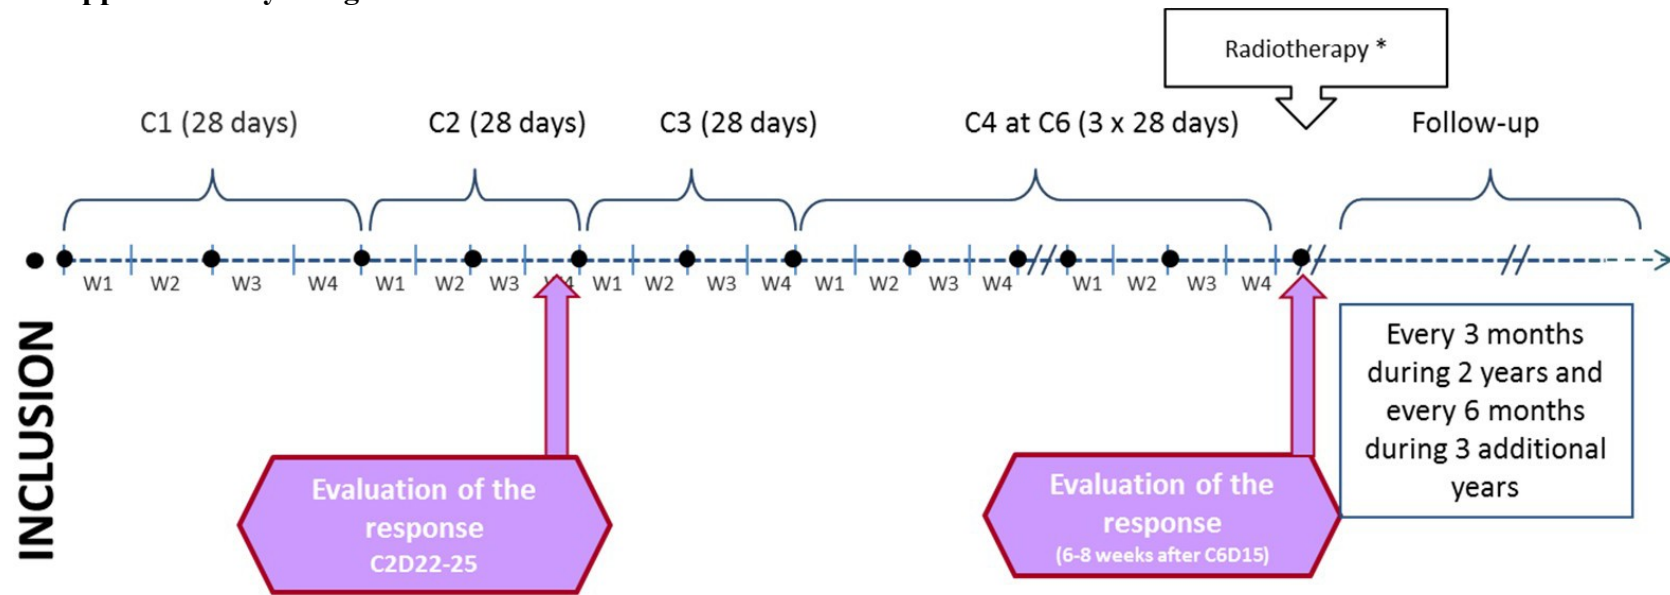 Radiotherapy *
C1 (28 days)
C2 (28 days)
C3 (28 days)
C4 at C6 (3 x 28 days)
Follow-up
W1 W2 W3 W4 W1 W2 W3 W4 W1 W2 W3 W4 W1 W2 W3 W4 W1 W2 W3 W4
INCLUSION
Evaluation of the
response
C2D22-25
Evaluation of the
response
(6-8 weeks after C6D15)
Every 3 months
during 2 years and
every 6 months
during 3 additional
years